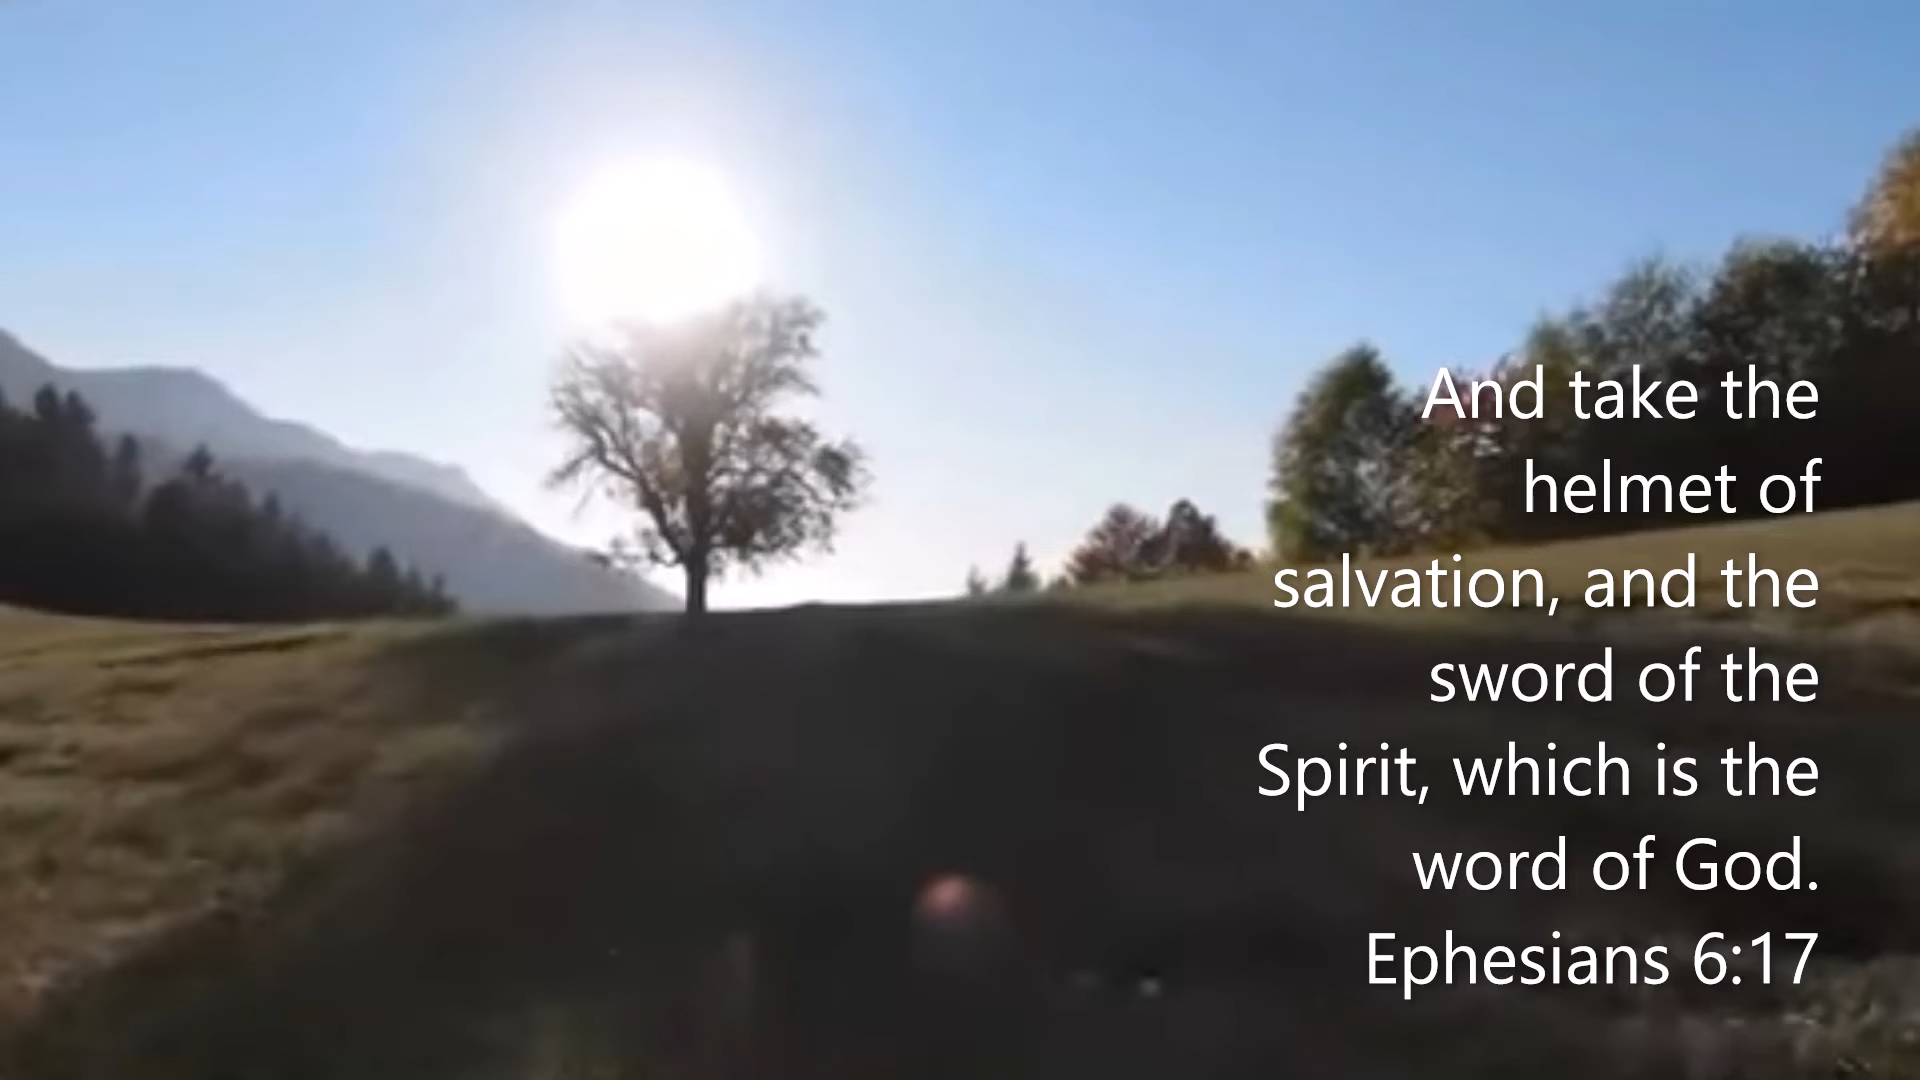 And take the
helmet of
salvation, and the
sword of the
Spirit, which is the
word of God.
Ephesians 6:17